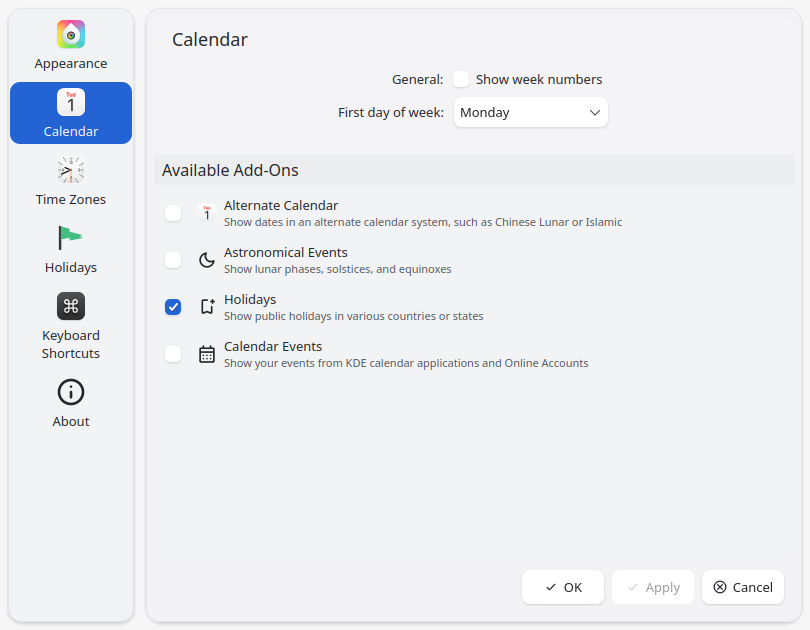 Appearance
Tue
1
Calendar
Time Zones
Holidays
Keyboard
Shortcuts
About
Calendar
General: Show week numbers
First day of week: Monday
Available Add-Ons
Tue
1
Alternate Calendar
Show dates in an alternate calendar system, such as Chinese Lunar or Islamic
Astronomical Events
Show lunar phases, solstices, and equinoxes
Holidays
Show public holidays in various countries or states
Calendar Events
Show your events from KDE calendar applications and Online Accounts
OK Apply Cancel